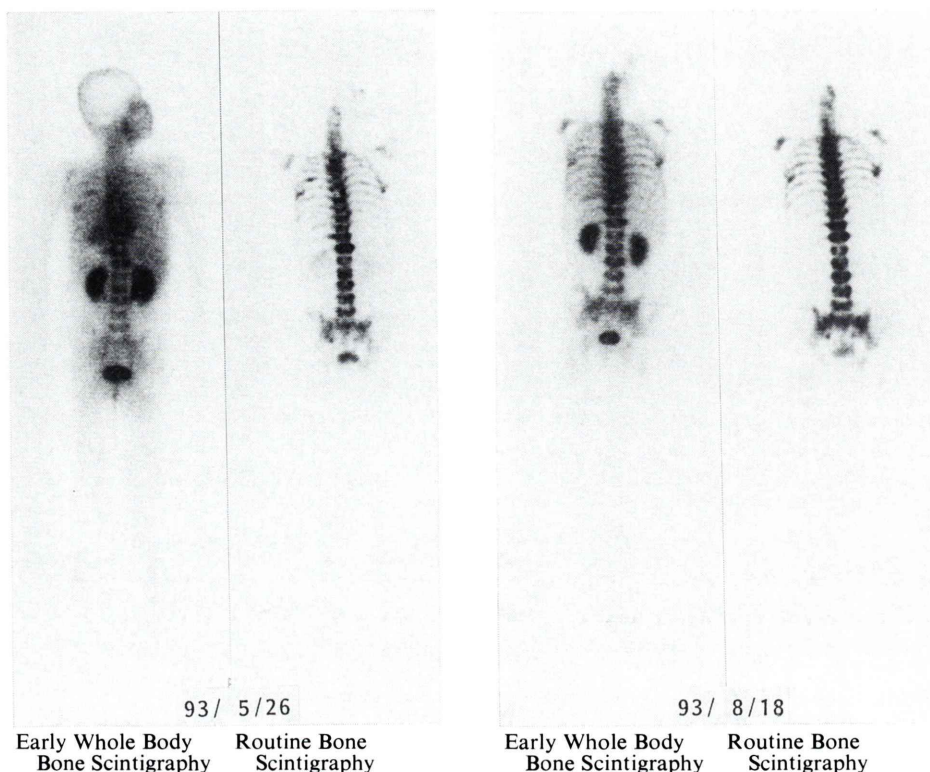 93/ 5/26
93/ 8/18
Early Whole Body
Bone Scintigraphy
Routine Bone
Scintigraphy
Early Whole Body
Bone Scintigraphy
Routine Bone
Scintigraphy